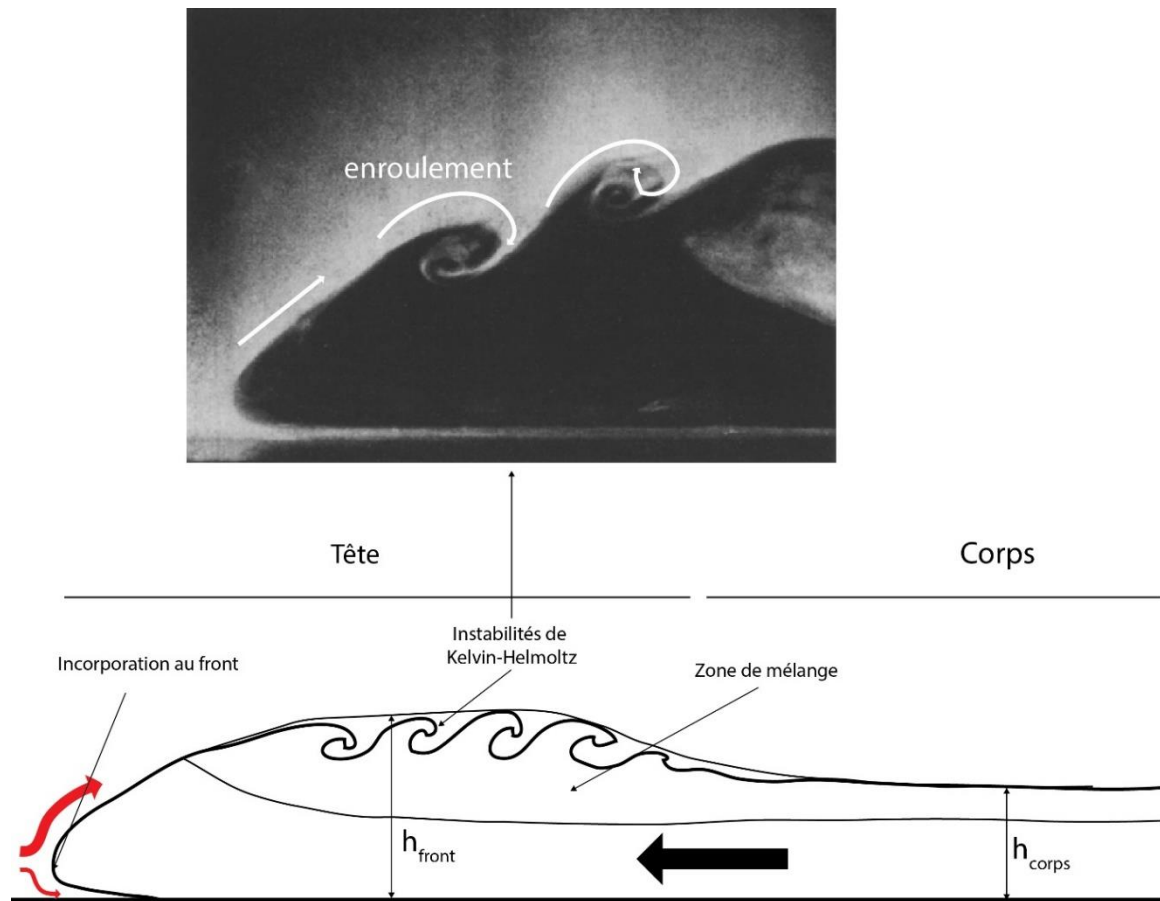 enroulement
Tête
Corps
Instabilités de
Kelvin-Helmoltz
Incorporation au front
Zone de mélange
h front
h corps